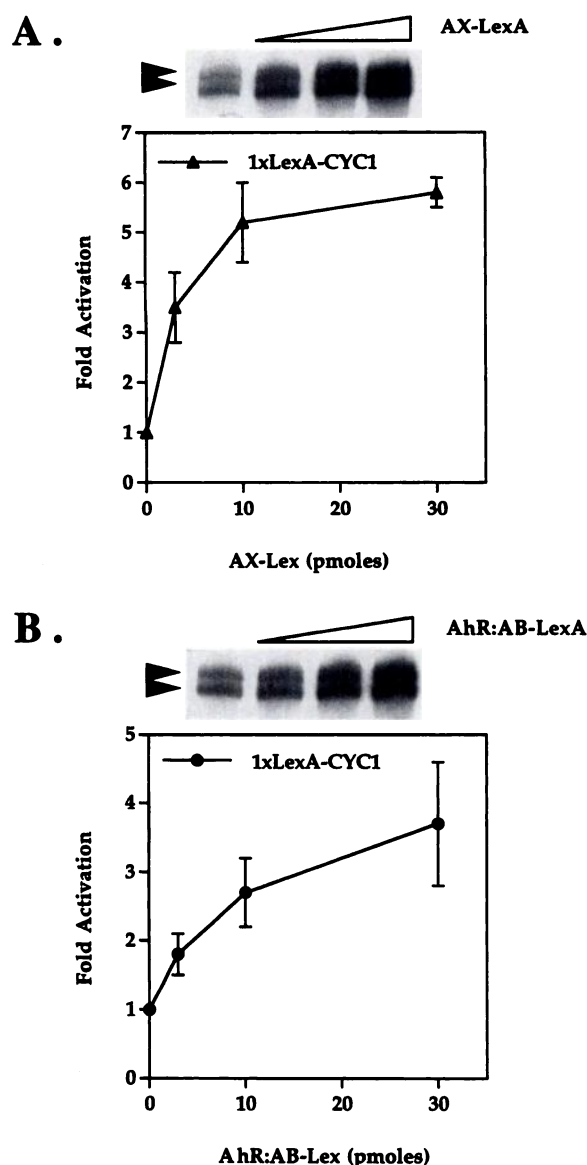 A .
AX-LexA
7
1xLexA-CYC1
6
5
4
3
2
1
0
Fold Activation
0 10 20 30
AX-Lex (pmoles)
B .
AhR:AB-LexA
5
1xLexA-CYC1
4
3
2
1
0
Fold Activation
0 10 20 30
AhR:AB-Lex (pmoles)